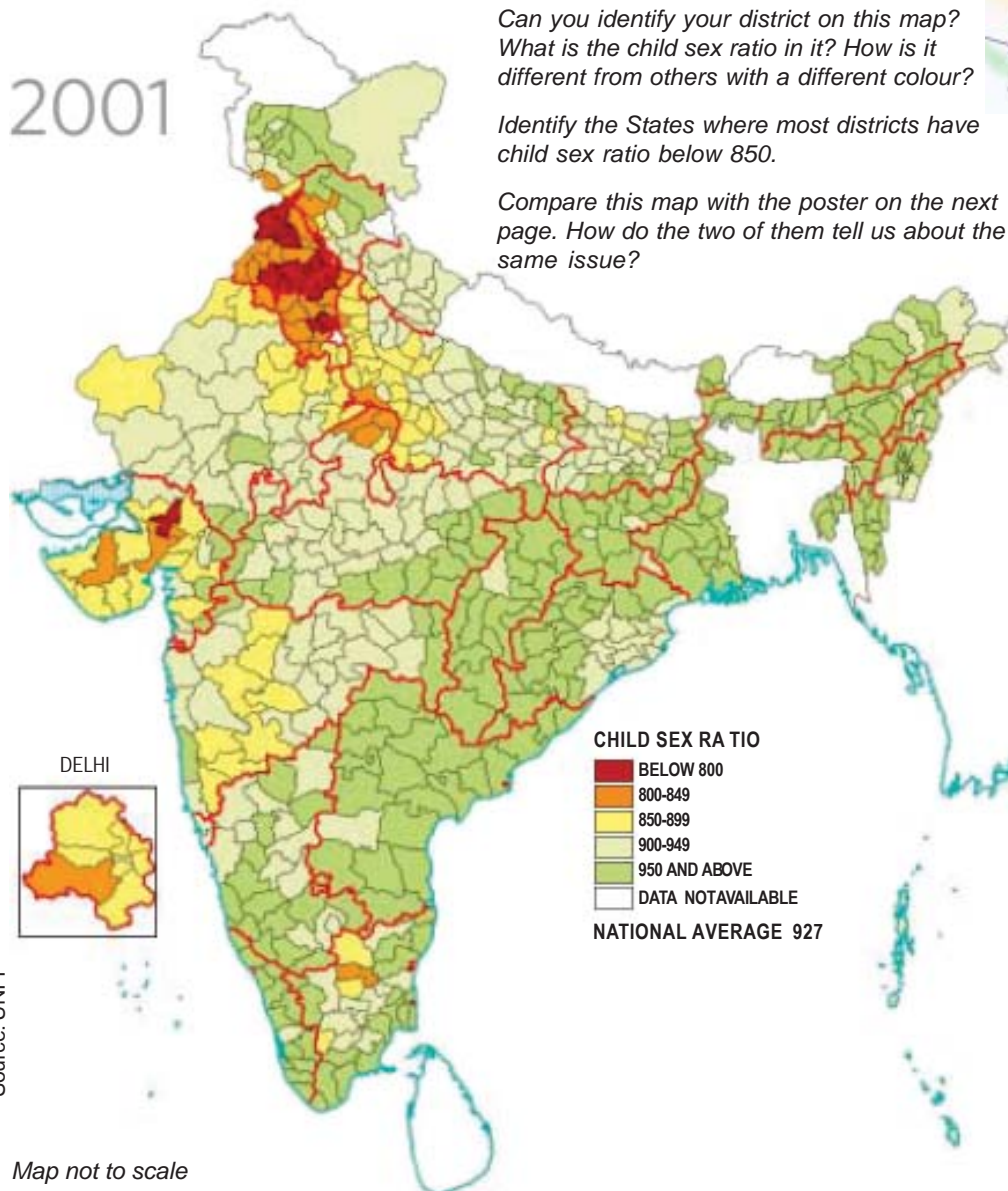 2001
Can you identify your district on this map?
What is the child sex ratio in it? How is it
different from others with a different colour?
Identify the States where most districts have
child sex ratio below 850.
Compare this map with the poster on the next
page. How do the two of them tell us about the
same issue?
DELHI
CHILD SEX RA TIO
BELOW 800
800-849
850-899
900-949
950 AND ABOVE
DATA NOTAVAILABLE
NATIONAL AVERAGE 927
Source:
Map not to scale